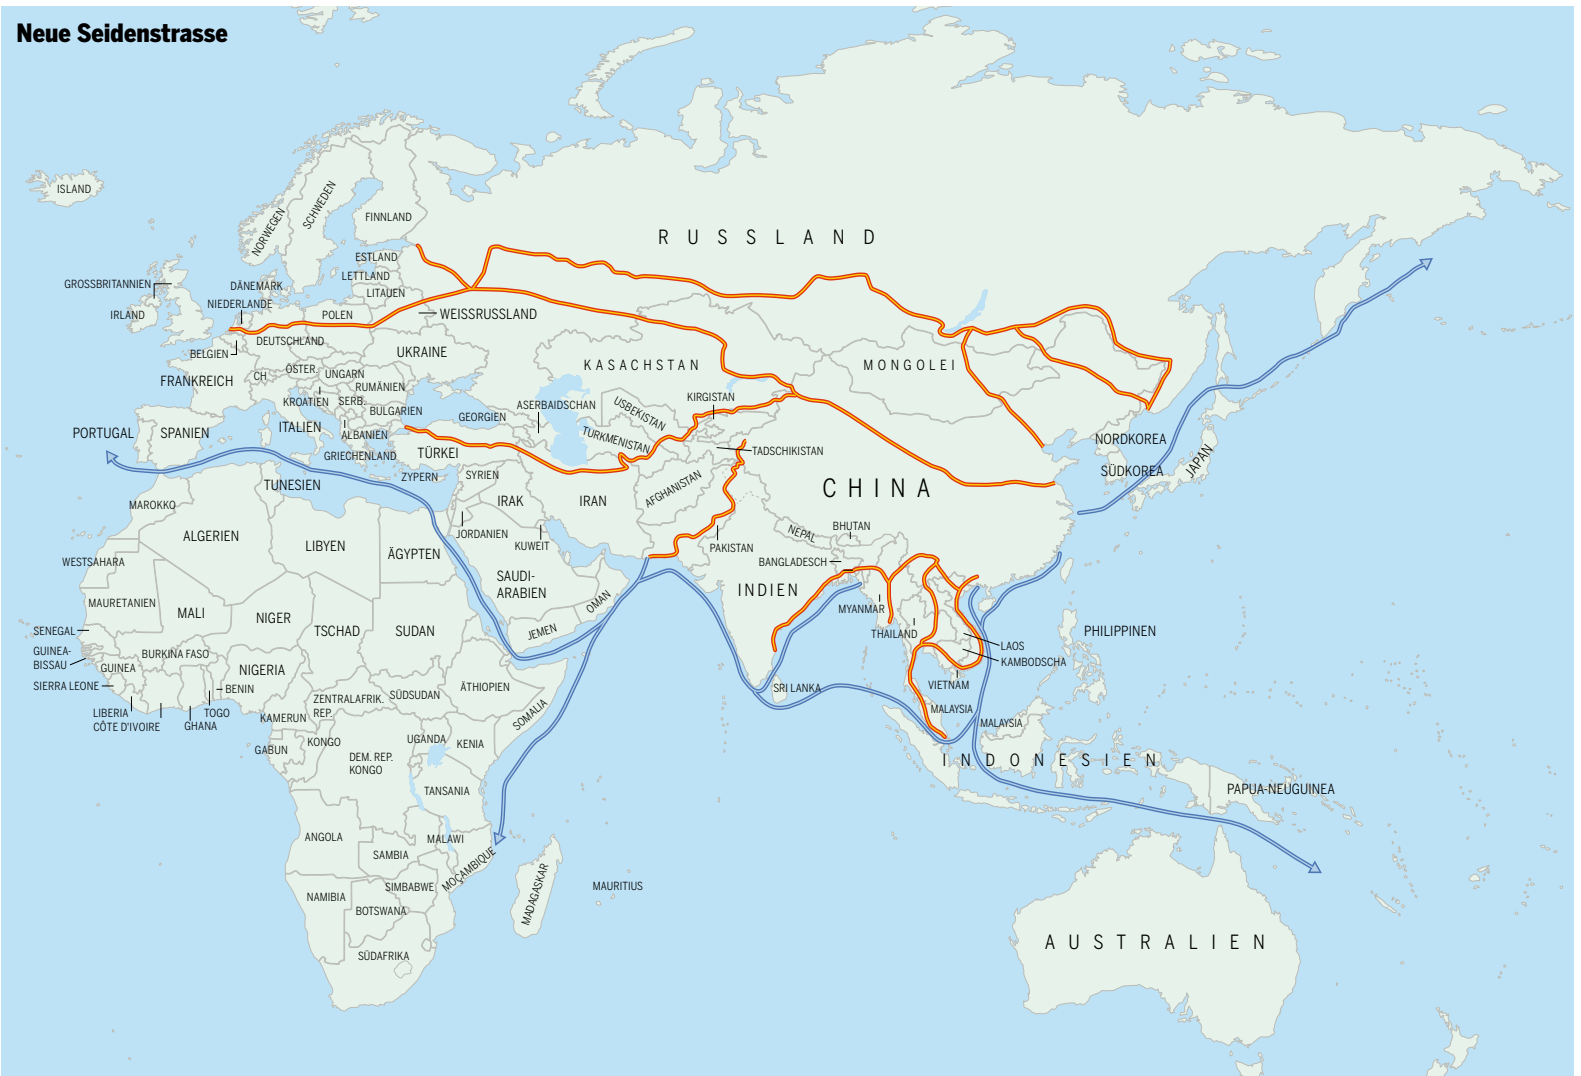 Neue Seidenstrasse
ISLAND
NORWEGEN
SCHWEDEN
FINNLAND
RUSSLAND
ESTLAND
LETTLAND
LITAUEN
GROSSBRITANNIEN
DÄNEMARK
NIEDERLANDE
IRLAND
POLEN
WEISSRUSSLAND
BELGIEN
DEUTSCHLAND
UKRAINE
FRANKREICH
CH
ÖSTER.
UNGARN
RUMÄNIEN
KROATIEN
SERB.
BULGARIEN
KASACHSTAN
MONGOLEI
PORTUGAL
SPANIEN
ITALIEN
ALBANIEN
GRIECHENLAND
GEORGIEN
ASERBAIDSCHAN
USBEKISTAN
TURKMENISTAN
KIRGISTAN
TADSCHIKISTAN
TÜRKEI
ZYPERN
SYRIEN
IRAK
IRAN
AFGHANISTAN
CHINA
NORDKOREA
SÜDKOREA
JAPAN
TUNESIEN
MAROKKO
ALGERIEN
LIBYEN
ÄGYPTEN
JORDANIEN
KUWEIT
PAKISTAN
NEPAL
BHUTAN
BANGLADESCH
INDIEN
WESTSAHARA
MAURETANIEN
MALI
NIGER
TSCHAD
SUDAN
SAUDI-
ARABIEN
OMAN
JEMEN
MYANMAR
THAILAND
LAOS
KAMBODSCHA
VIETNAM
PHILIPPINEN
SENEGAL
GUINEA-
BISSAU
GUINEA
SIERRA LEONE
LIBERIA
CÔTE D'IVOIRE
BURKINA FASO
GHANA
TOGO
BENIN
NIGERIA
KAMERUN
ZENTRALAFRIK.
REP.
SÜDSUDAN
ÄTHIOPIEN
SOMALIA
SRI LANKA
MALAYSIA
MALAYSIA
INDONESIEN
PAPUA-NEUGUINEA
GABUN
KONGO
DEM. REP.
KONGO
UGANDA
KENIA
TANSANIA
ANGOLA
SAMBIA
MALAWI
MOÇAMBIQUE
SIMBABWE
NAMIBIA
BOTSWANA
SÜDAFRIKA
MADAGASKAR
MAURITIUS
AUSTRALIEN